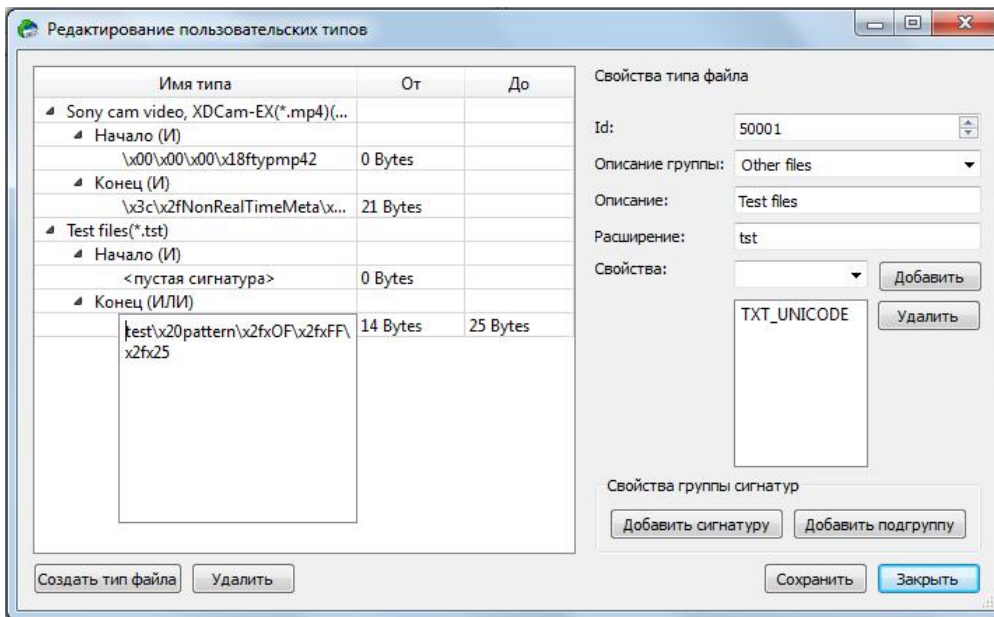 Редактирование пользовательских типов
Имя типа От До
Sony cam video, XDCam-EX(*.mp4)(...
Начало (И)
\x00\x00\x00\x18ftypmp42 0 Bytes
Конец (И)
\x3c\x2fNonRealTimeMeta\x... 21 Bytes
Test files(*.tst)
Начало (И)
<пустая сигнатура> 0 Bytes
Конец (ИЛИ)
test\x20pattern\x2fxOF\x2fxFF\ 14 Bytes 25 Bytes
x2fx25
Создать тип файла Удалить
Свойства типа файла
Id: 50001
Описание группы: Other files
Описание: Test files
Расширение: tst
Свойства: Добавить
TXT_UNICODE Удалить
Свойства группы сигнатур
Добавить сигнатуру Добавить подгруппу
Сохранить Закрыть